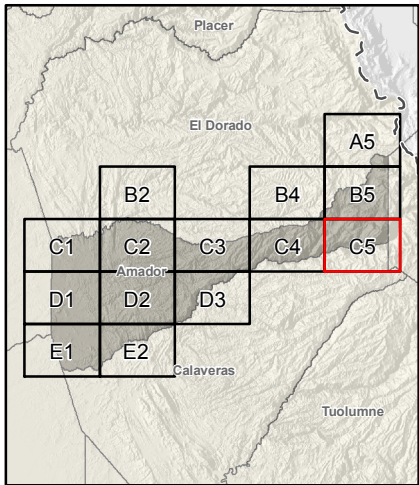 Placer
El Dorado
A5
B2 B4 B5
C1 C2 C3 C4 C5
Amador
D1 D2 D3
E1 E2
Calaveras
Tuolumne